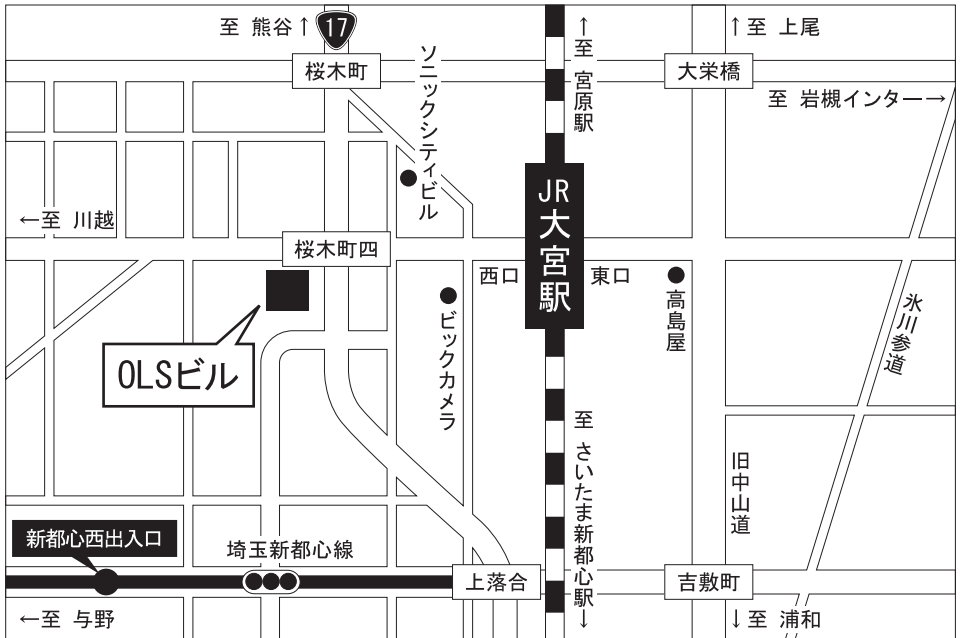 至 熊谷↑
17
↑至 上尾
桜木町
ソニックシティビル
↑至 宮原駅
大栄橋
至 岩槻インター→
JR大宮駅
←至 川越
桜木町四
西口
東口
高島屋
ビックカメラ
氷川参道
OLSビル
至 さいたま新都心駅↓
旧中山道
新都心西出入口
埼玉新都心線
上落合
吉敷町
←至 与野
↓至 浦和